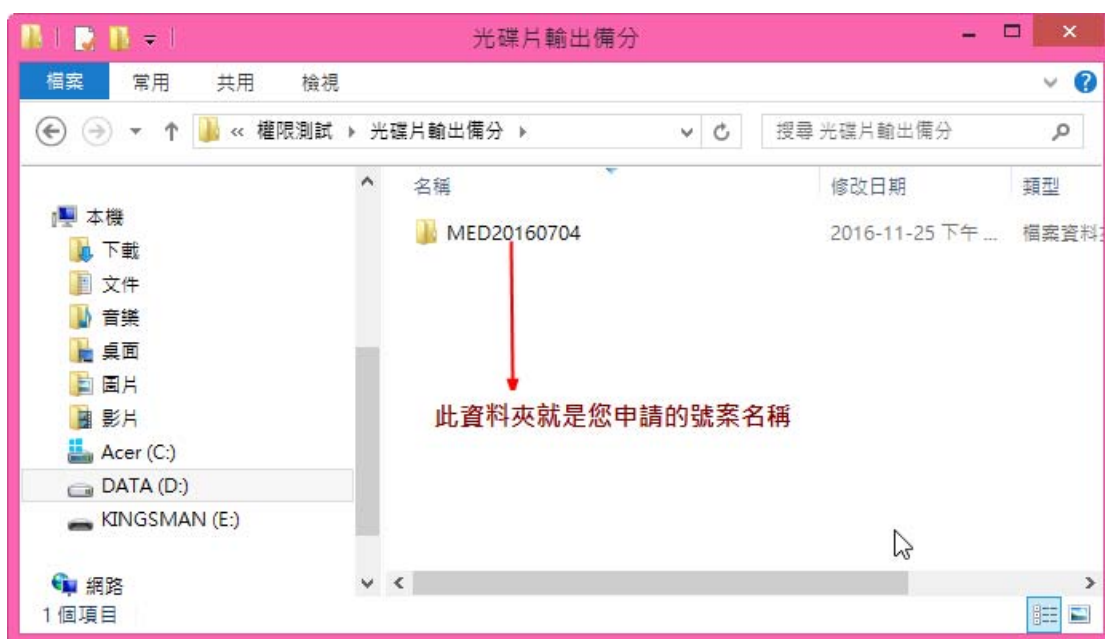 光碟片輸出備分
檔案 常用 共用 檢視
« 權限測試 光碟片輸出備分
搜尋 光碟片輸出備分
名稱 修改日期 類型
MED20160704 2016-11-25 下午 ... 檔案資料
本機
下載
文件
音樂
桌面
圖片
影片
Acer (C:)
DATA (D:)
KINGSMAN (E:)
網路
此資料夾就是您申請的號案名稱
1 個項目